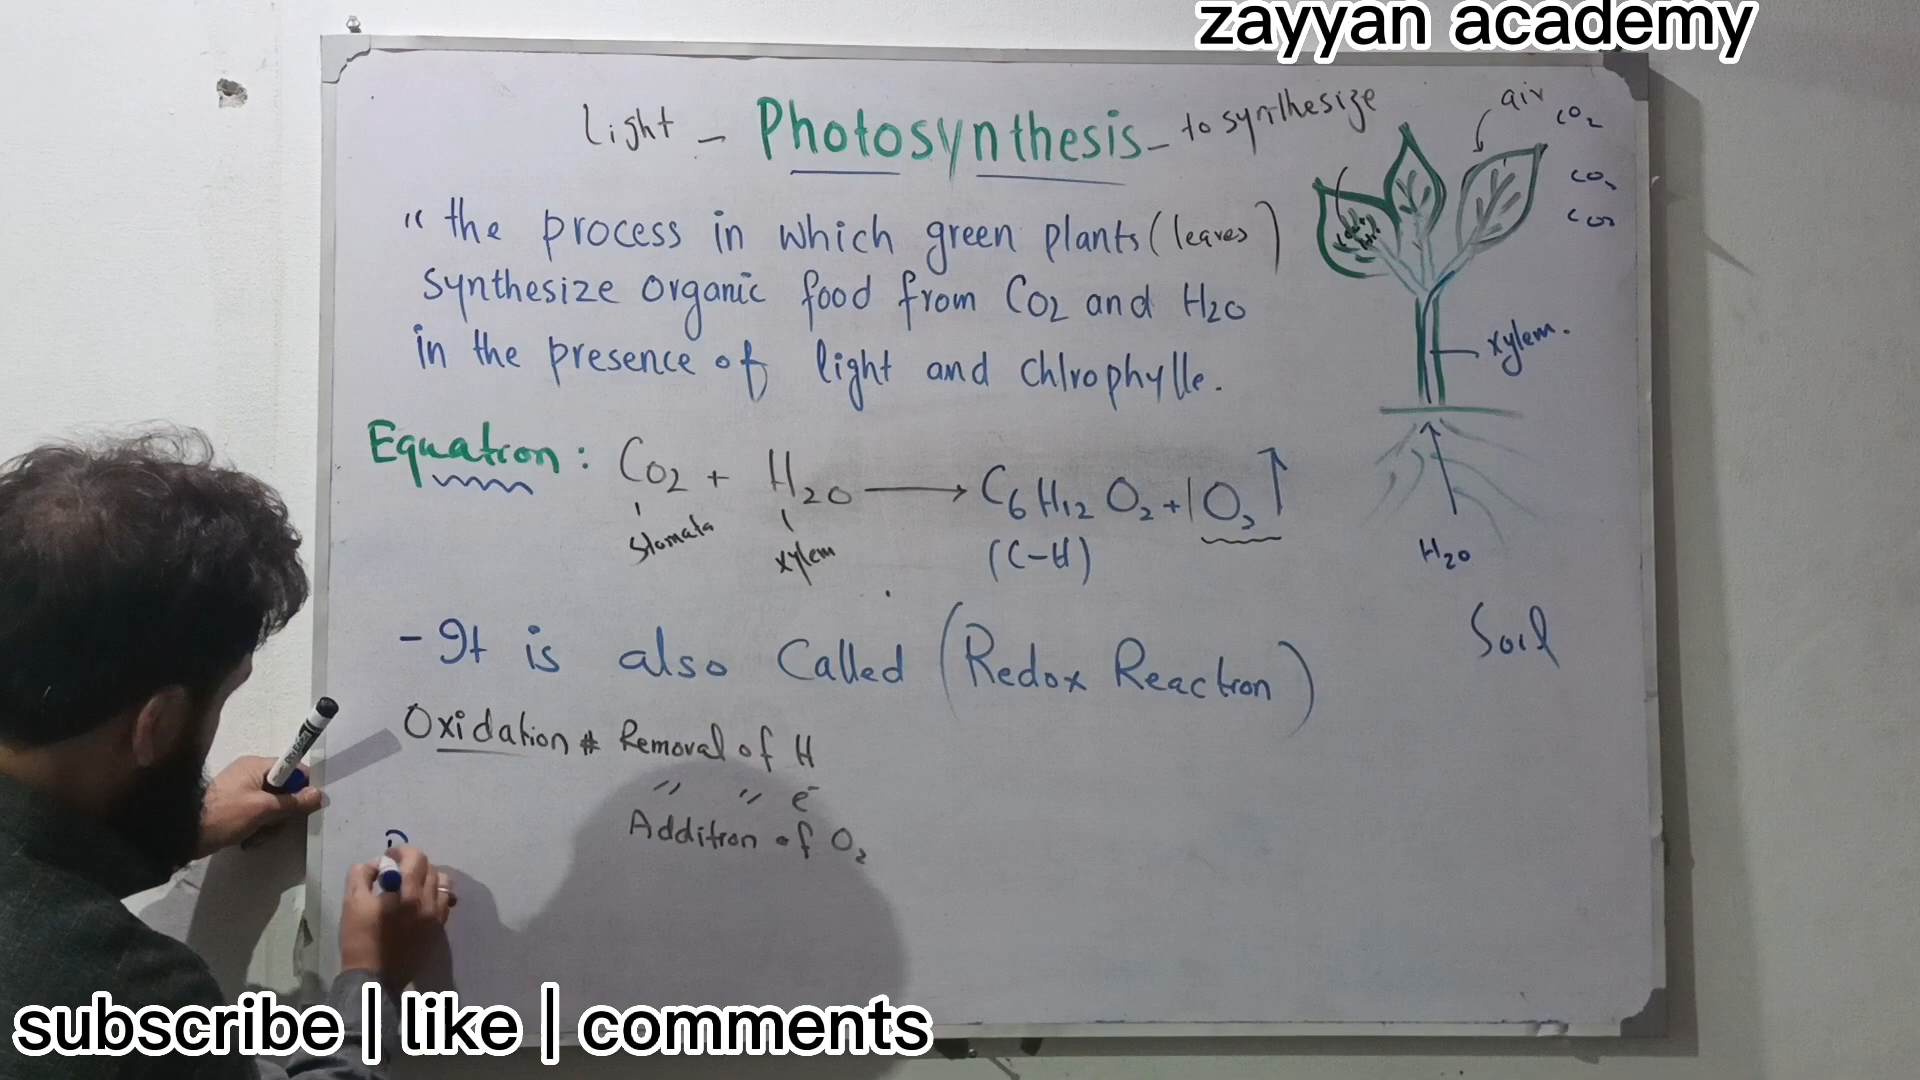 zayyan academy
Light - Photosynthesis - to synthesize
air
CO2
CO2
CO2
"the process in which green plants (leaves)
synthesize organic food from CO2 and H2O
in the presence of light and chlrophylle.
xylem.
Equation: CO2 + H2O → C6H12O2 + O2 ↑
stomata
xylem
(C-H)
H2O
Soil
- It is also Called (Redox Reaction)
Oxidation * Removal of H
" " e-
Addition of O2
subscribe | like | comments